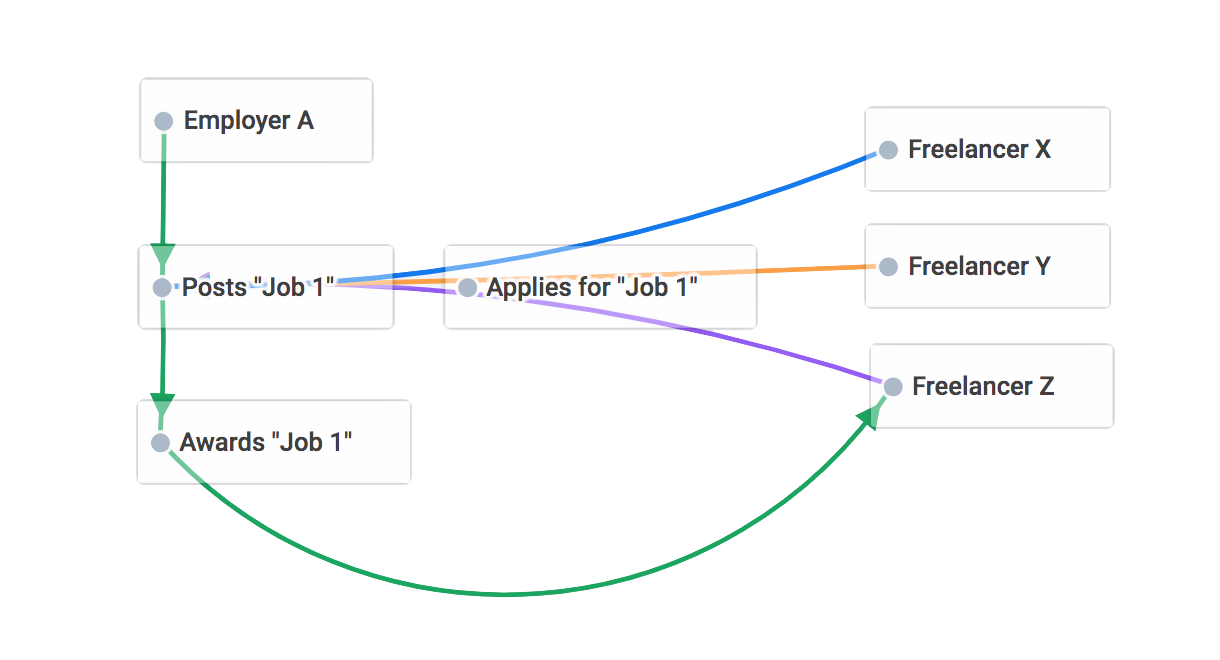 Employer A
Freelancer X
Freelancer Y
Posts "Job 1"
Applies for "Job 1"
Freelancer Z
Awards "Job 1"